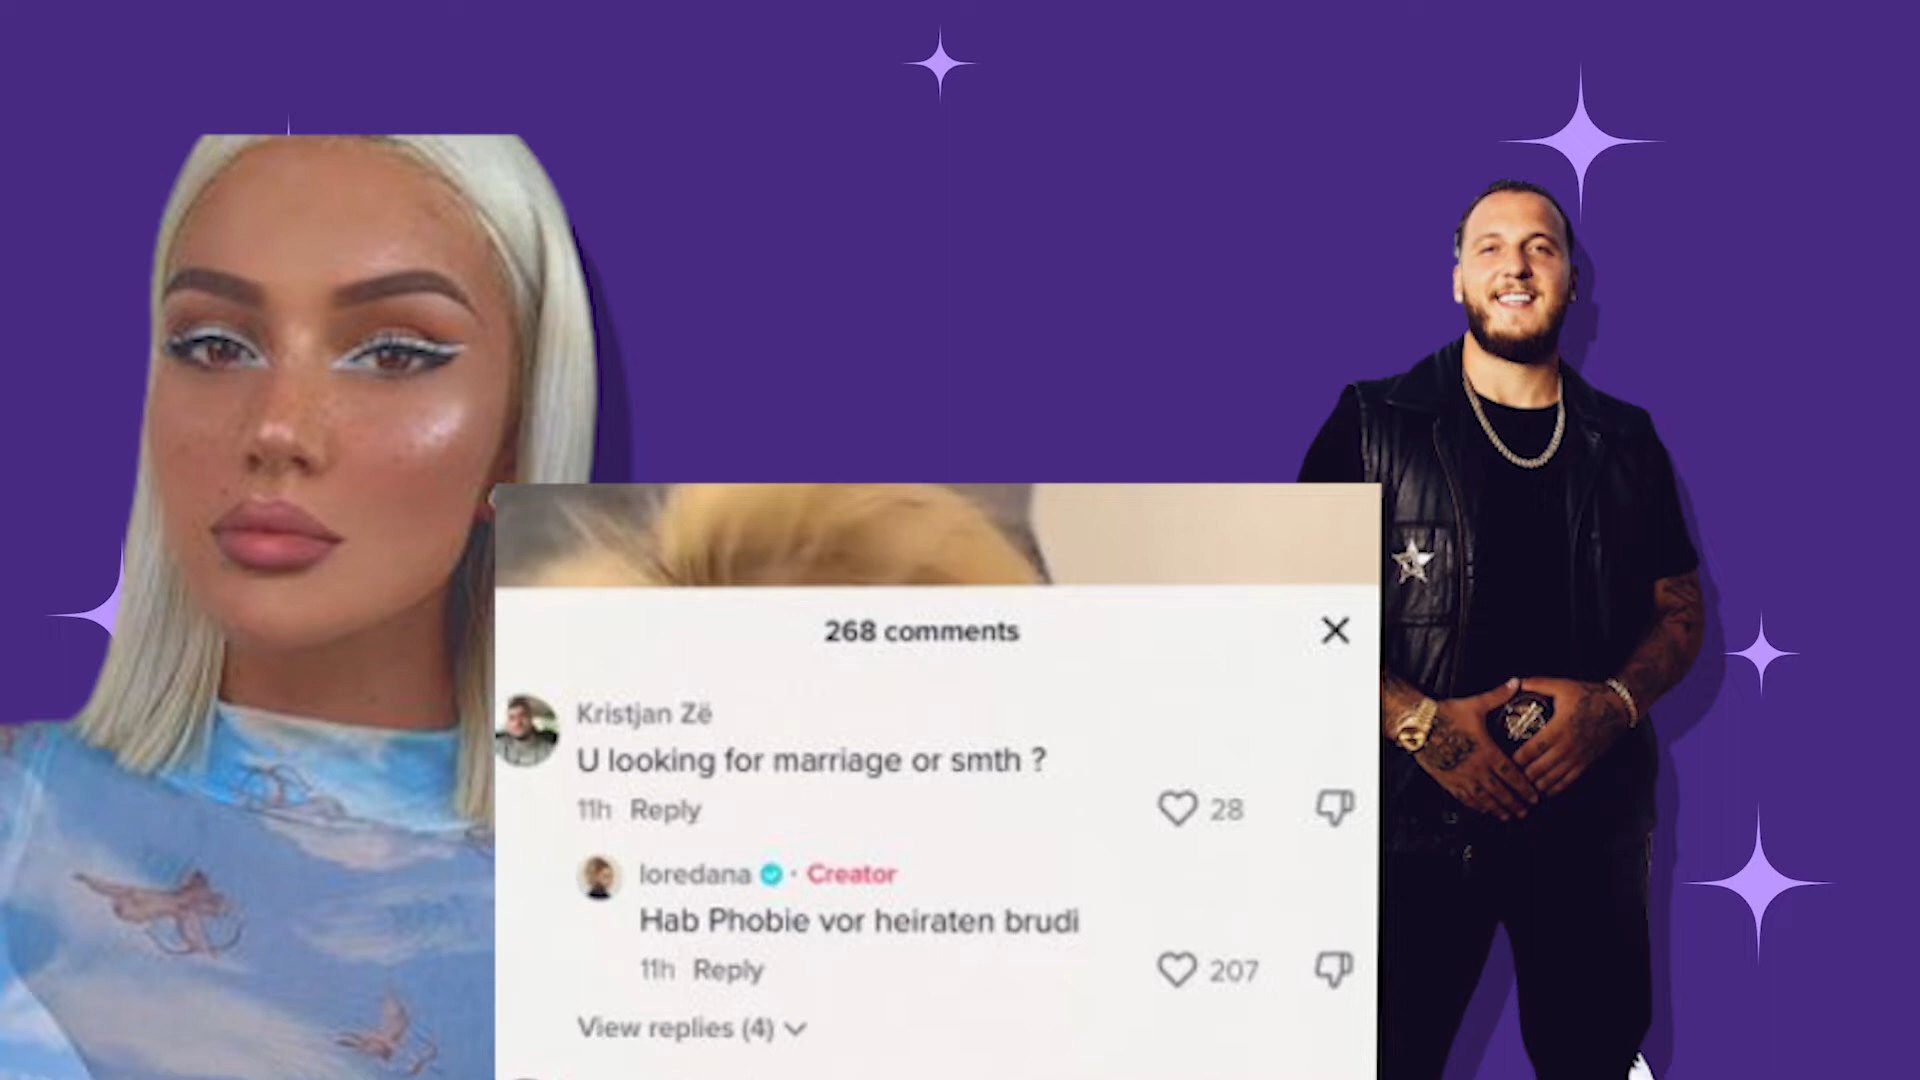 268 comments
Kristjan Zë
U looking for marriage or smth ?
11h Reply
28
loredana · Creator
Hab Phobie vor heiraten brudi
11h Reply
207
View replies (4)